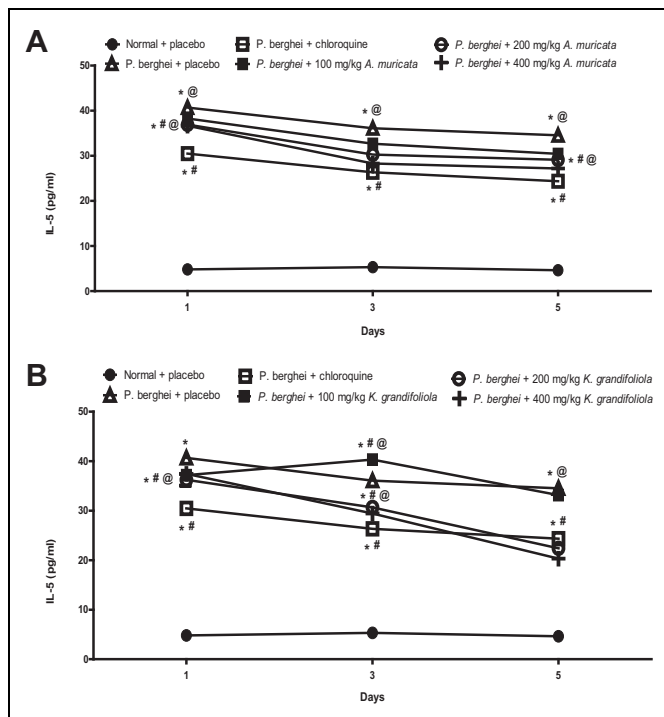 A
Normal + placebo
P. berghei + chloroquine
P. berghei + 200 mg/kg A. muricata
P. berghei + placebo
P. berghei + 100 mg/kg A. muricata
P. berghei + 400 mg/kg A. muricata
50
* @
40
* @
* @
* # @
30
* # @
* #
* #
* #
20
10
0
IL-5 (pg/ml)
1
3
5
Days
B
Normal + placebo
P. berghei + chloroquine
P. berghei + 200 mg/kg K. grandifoliola
P. berghei + placebo
P. berghei + 100 mg/kg K. grandifoliola
P. berghei + 400 mg/kg K. grandifoliola
50
*
* # @
40
* @
* # @
* # @
30
* #
* #
* #
20
10
0
IL-5 (pg/ml)
1
3
5
Days